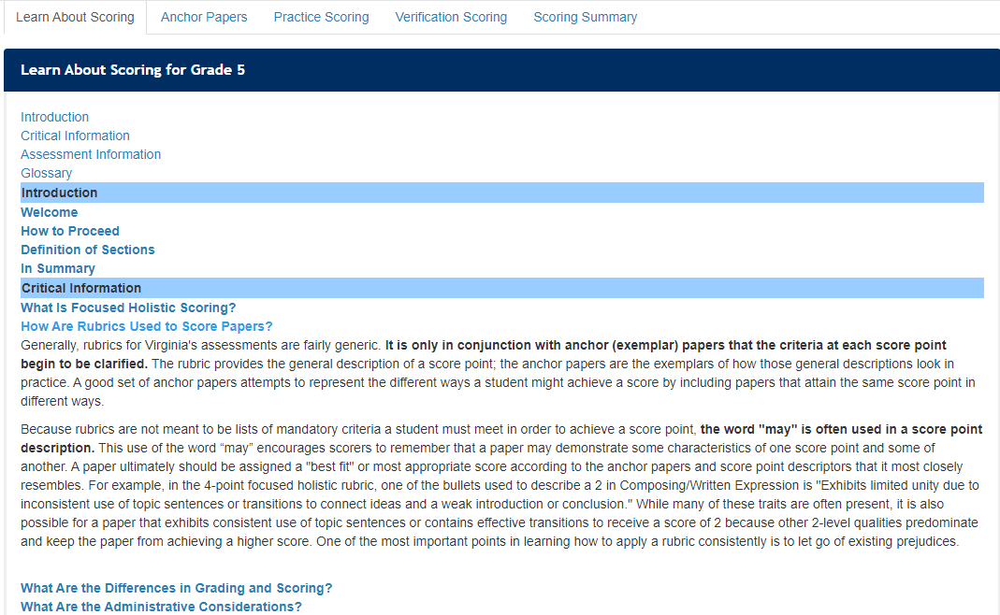 Learn About Scoring Anchor Papers Practice Scoring Verification Scoring Scoring Summary
Learn About Scoring for Grade 5
Introduction
Critical Information
Assessment Information
Glossary
Introduction
Welcome
How to Proceed
Definition of Sections
In Summary
Critical Information
What Is Focused Holistic Scoring?
How Are Rubrics Used to Score Papers?
Generally, rubrics for Virginia's assessments are fairly generic. It is only in conjunction with anchor (exemplar) papers that the criteria at each score point
begin to be clarified. The rubric provides the general description of a score point; the anchor papers are the exemplars of how those general descriptions look in
practice. A good set of anchor papers attempts to represent the different ways a student might achieve a score by including papers that attain the same score point in
different ways.
Because rubrics are not meant to be lists of mandatory criteria a student must meet in order to achieve a score point, the word "may" is often used in a score point
description. This use of the word “may” encourages scorers to remember that a paper may demonstrate some characteristics of one score point and some of
another. A paper ultimately should be assigned a "best fit" or most appropriate score according to the anchor papers and score point descriptors that it most closely
resembles. For example, in the 4-point focused holistic rubric, one of the bullets used to describe a 2 in Composing/Written Expression is "Exhibits limited unity due to
inconsistent use of topic sentences or transitions to connect ideas and a weak introduction or conclusion." While many of these traits are often present, it is also
possible for a paper that exhibits consistent use of topic sentences or contains effective transitions to receive a score of 2 because other 2-level qualities predominate
and keep the paper from achieving a higher score. One of the most important points in learning how to apply a rubric consistently is to let go of existing prejudices.
What Are the Differences in Grading and Scoring?
What Are the Administrative Considerations?